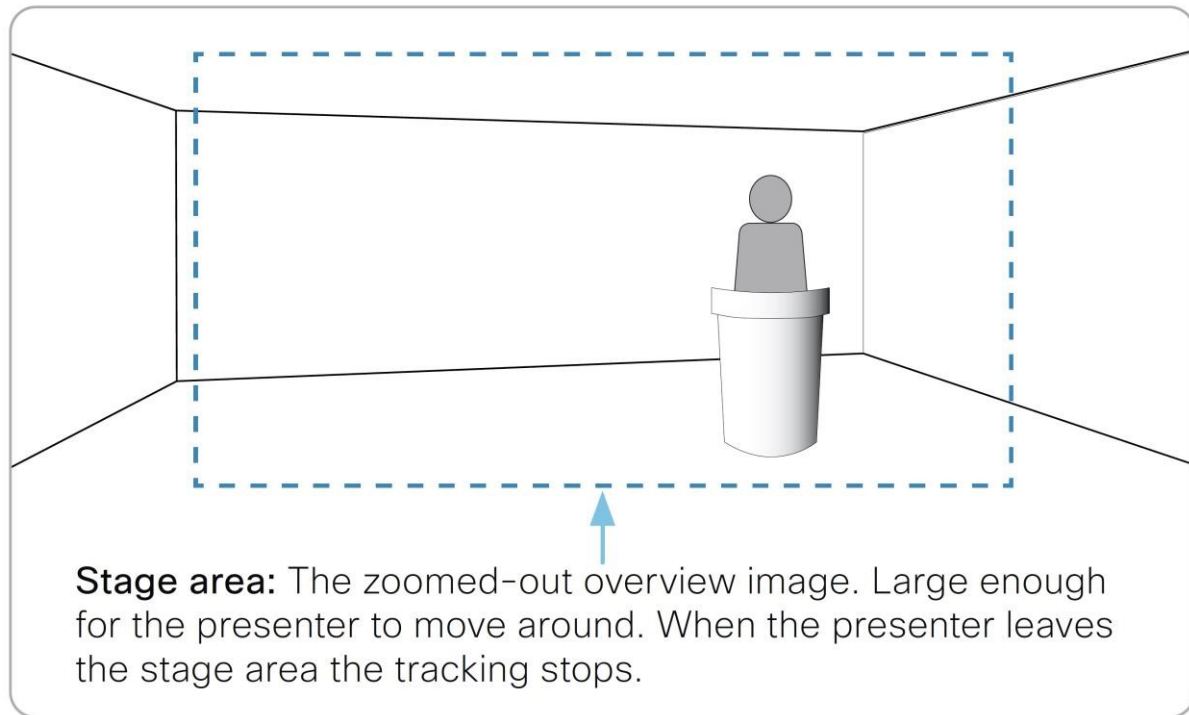 Stage area: The zoomed-out overview image. Large enough
for the presenter to move around. When the presenter leaves
the stage area the tracking stops.